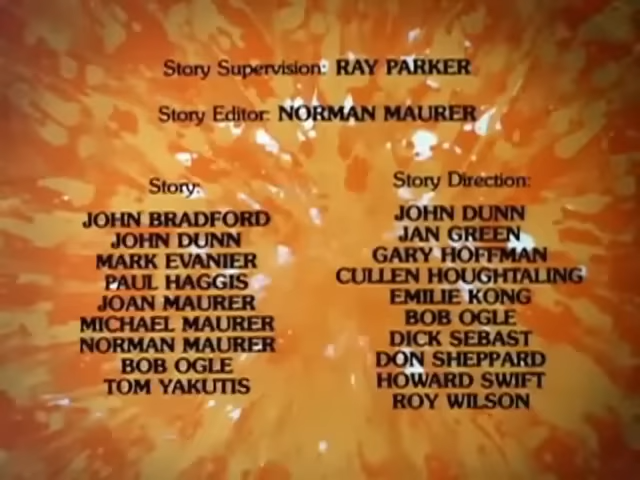 Story Supervision: RAY PARKER
Story Editor: NORMAN MAURER
Story:
JOHN BRADFORD
JOHN DUNN
MARK EVANIER
PAUL HAGGIS
JOAN MAURER
MICHAEL MAURER
NORMAN MAURER
BOB OGLE
TOM YAKUTIS
Story Direction:
JOHN DUNN
JAN GREEN
GARY HOFFMAN
CULLEN HOUGHTALING
EMILIE KONG
BOB OGLE
DICK SEBAST
DON SHEPPARD
HOWARD SWIFT
ROY WILSON